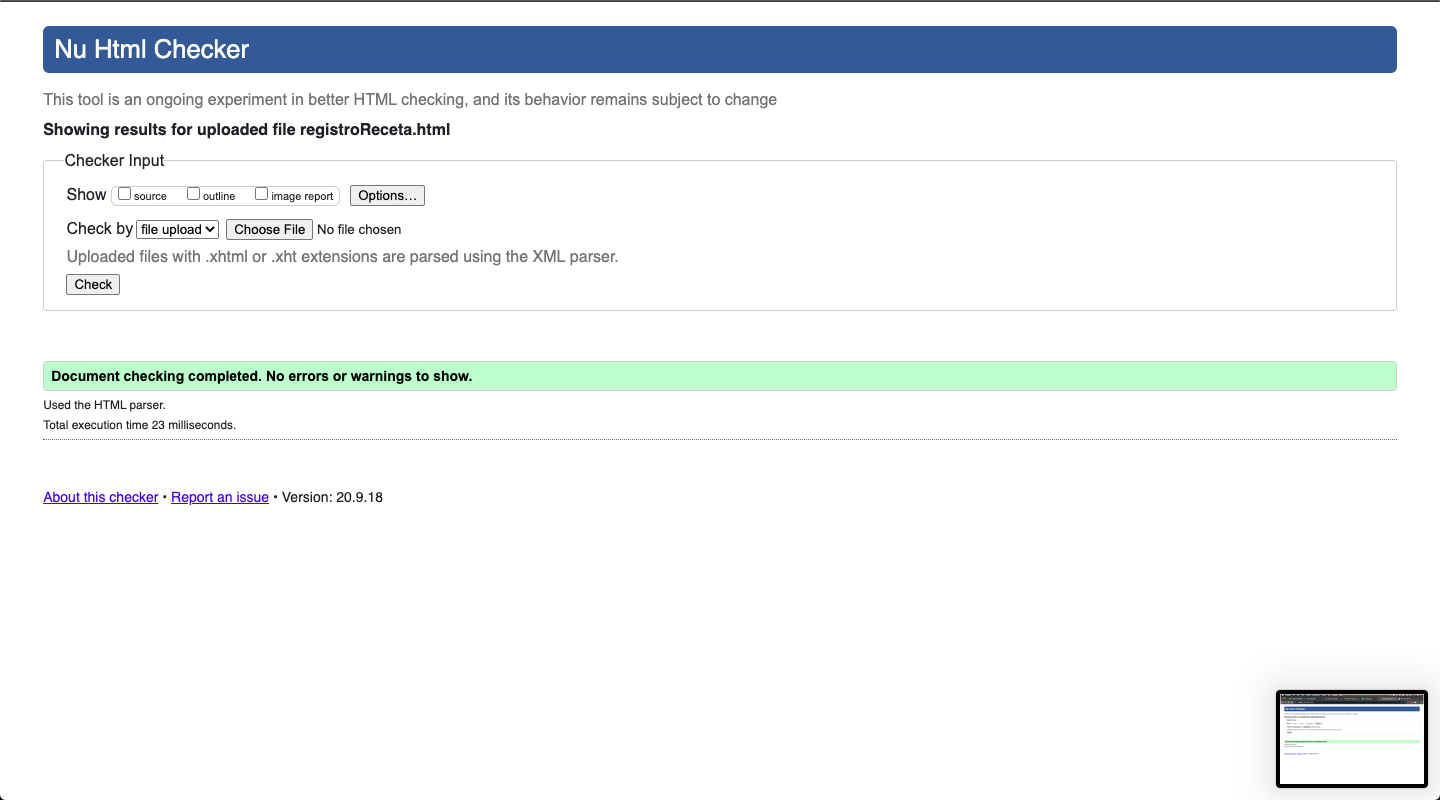 Nu Html Checker
This tool is an ongoing experiment in better HTML checking, and its behavior remains subject to change
Showing results for uploaded file registroReceta.html
Checker Input
Show source outline image report Options...
Check by file upload Choose File No file chosen
Uploaded files with .xhtml or .xht extensions are parsed using the XML parser.
Check
Document checking completed. No errors or warnings to show.
Used the HTML parser.
Total execution time 23 milliseconds.
About this checker • Report an issue • Version: 20.9.18